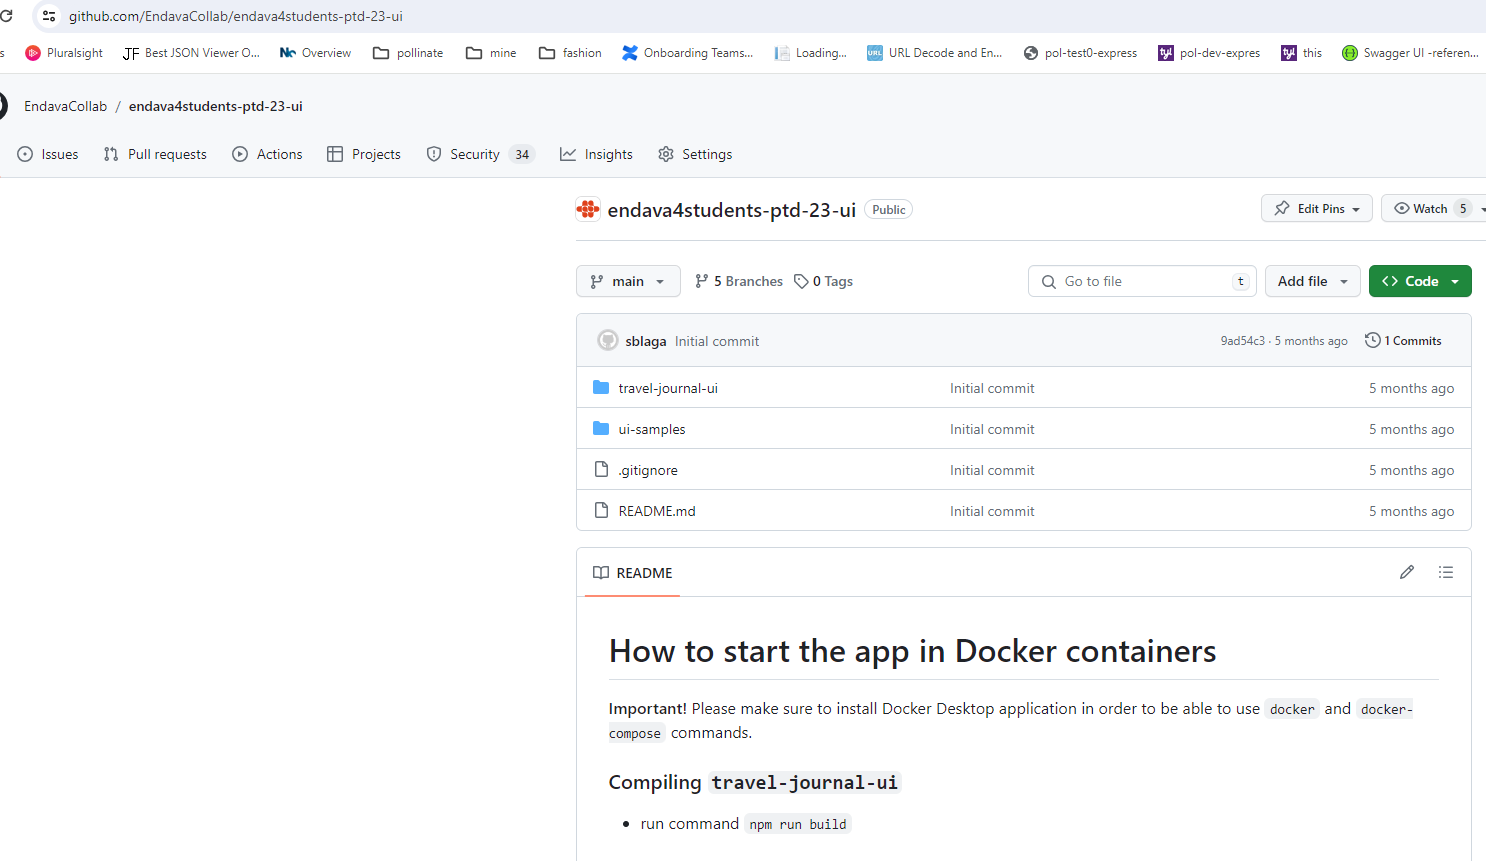 github.com/EndavaCollab/endava4students-ptd-23-ui
s Pluralsight JF Best JSON Viewer O... Nc Overview pollinate mine fashion Onboarding Teams... Loading... URL URL Decode and En... pol-test0-express tyl pol-dev-expres tyl this Swagger UI -referen...
EndavaCollab / endava4students-ptd-23-ui
Issues Pull requests Actions Projects Security 34 Insights Settings
endava4students-ptd-23-ui Public Edit Pins Watch 5
main 5 Branches 0 Tags Go to file t Add file <> Code
sblaga Initial commit 9ad54c3 · 5 months ago 1 Commits
travel-journal-ui Initial commit 5 months ago
ui-samples Initial commit 5 months ago
.gitignore Initial commit 5 months ago
README.md Initial commit 5 months ago
README
How to start the app in Docker containers
Important! Please make sure to install Docker Desktop application in order to be able to use docker and docker-
compose commands.
Compiling travel-journal-ui
• run command npm run build